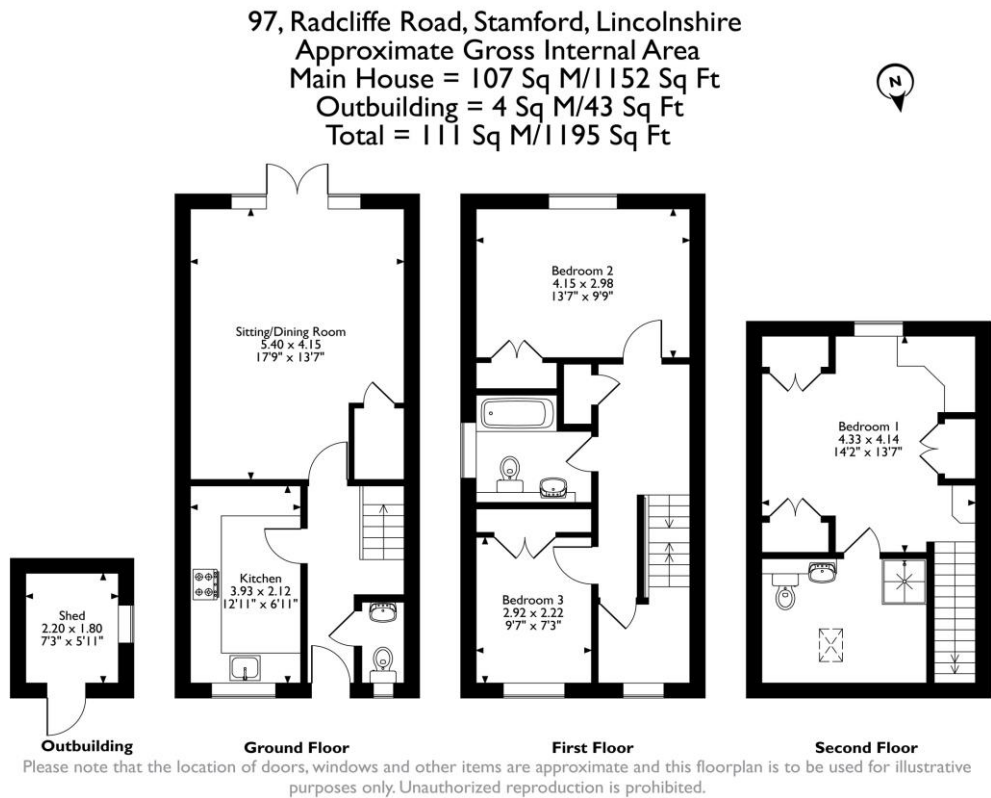 97, Radcliffe Road, Stamford, Lincolnshire
Approximate Gross Internal Area
Main House = 107 Sq M/1152 Sq Ft
Outbuilding = 4 Sq M/43 Sq Ft
Total = 111 Sq M/1195 Sq Ft
N
Sitting/Dining Room
5.40 x 4.15
17'9" x 13'7"
Kitchen
3.93 x 2.12
12'11" x 6'11"
Shed
2.20 x 1.80
7'3" x 5'11"
Bedroom 2
4.15 x 2.98
13'7" x 9'9"
Bedroom 3
2.92 x 2.22
9'7" x 7'3"
Bedroom 1
4.33 x 4.14
14'2" x 13'7"
Outbuilding
Ground Floor
First Floor
Second Floor
Please note that the location of doors, windows and other items are approximate and this floorplan is to be used for illustrative
purposes only. Unauthorized reproduction is prohibited.